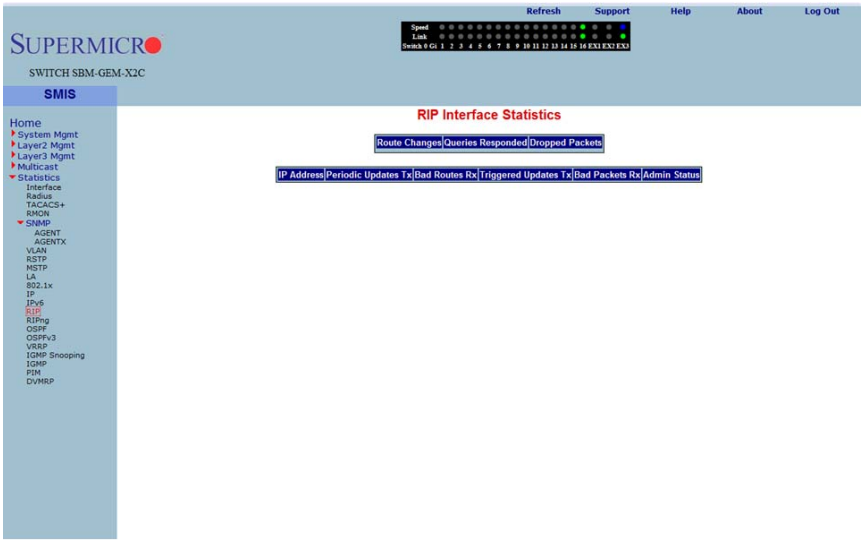 Refresh Support Help About Log Out
Speed
Link
Switch 0 Gi 1 2 3 4 5 6 7 8 9 10 11 12 13 14 15 16 EX1 EX2 EX3
SUPERMICRO
SWITCH SBM-GEM-X2C
SMIS
Home
System Mgmt
Layer2 Mgmt
Layer3 Mgmt
Multicast
Statistics
Interface
Radius
TACACS+
RMON
SNMP
AGENT
AGENTX
VLAN
RSTP
MSTP
LA
802.1x
IP
IPv6
RIP
RIPng
OSPF
OSPFv3
VRRP
IGMP Snooping
IGMP
PIM
DVMRP
RIP Interface Statistics
Route Changes Queries Responded Dropped Packets
IP Address Periodic Updates Tx Bad Routes Rx Triggered Updates Tx Bad Packets Rx Admin Status